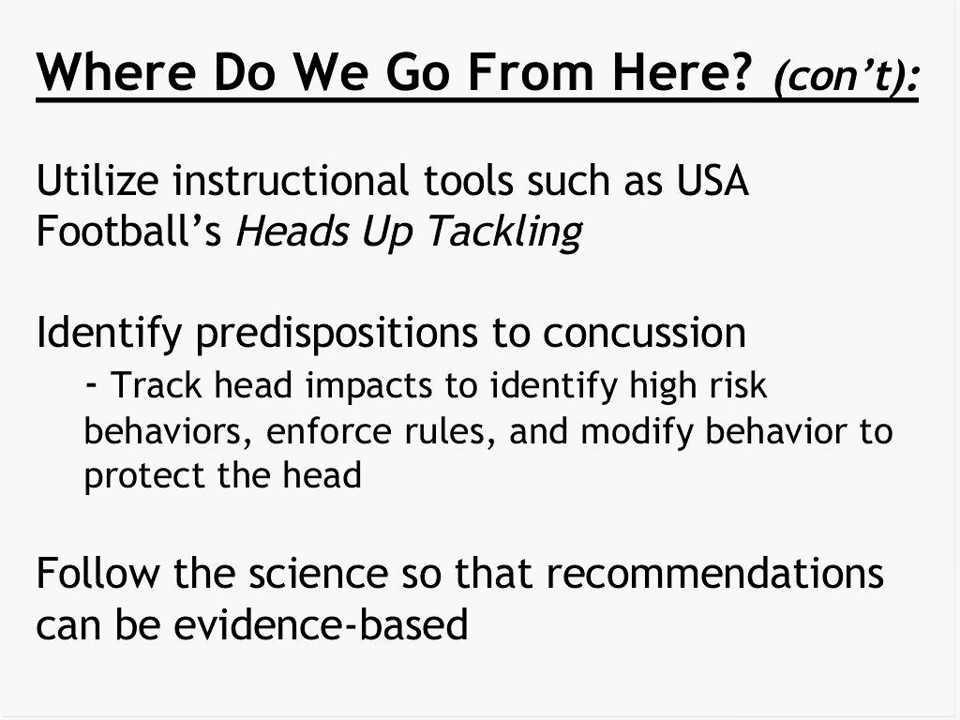 Where Do We Go From Here? (con’t):
Utilize instructional tools such as USA
Football’s Heads Up Tackling
Identify predispositions to concussion
- Track head impacts to identify high risk
behaviors, enforce rules, and modify behavior to
protect the head
Follow the science so that recommendations
can be evidence-based